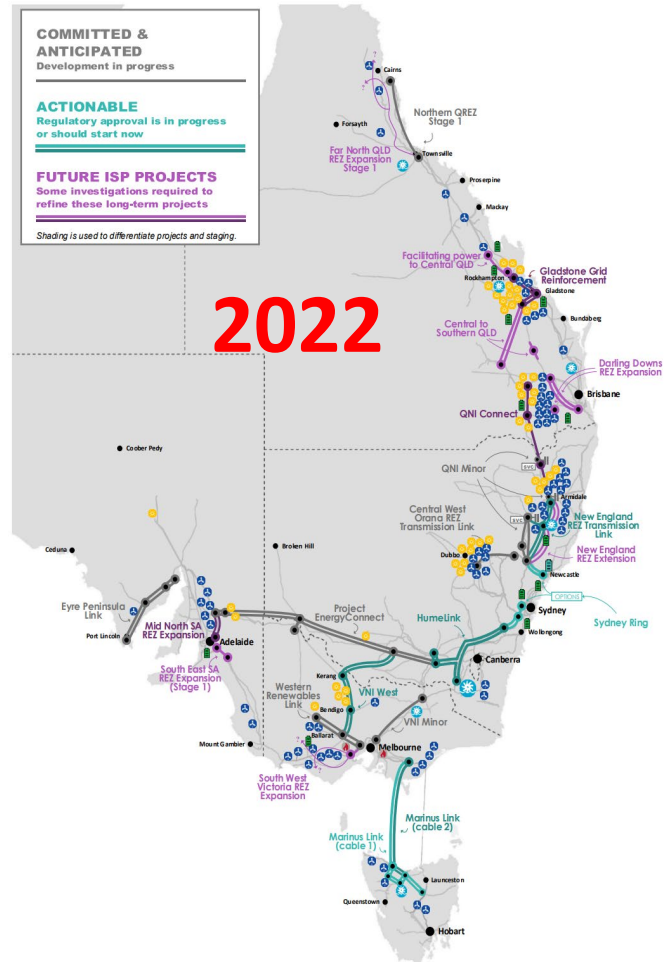 COMMITTED &
ANTICIPATED
Development in progress
ACTIONABLE
Regulatory approval is in progress
or should start now
FUTURE ISP PROJECTS
Some investigations required to
refine these long-term projects
Shading is used to differentiate projects and staging.
2022
Cairns
Northern QREZ
Stage 1
Forsayth
Far North QLD
REZ Expansion
Stage 1
Townsville
Proserpine
Mackay
Facilitating power
to Central QLD
Rockhampton
Gladstone Grid
Reinforcement
Gladstone
Bundaberg
Central to
Southern QLD
Darling Downs
REZ Expansion
Brisbane
QNI Connect
Coober Pedy
QNI Minor
SVC
Armidale
Central West
Orana REZ
Transmission Link
SVC
New England
REZ Transmission
Link
New England
REZ Extension
Dubbo
Broken Hill
Ceduna
Newcastle
OPTIONS
Sydney
Sydney Ring
Wollongong
Eyre Peninsula
Link
Port Lincoln
Mid North SA
REZ Expansion
Adelaide
Project
EnergyConnect
HumeLink
Canberra
South East SA
REZ Expansion
(Stage 1)
Kerang
VNI West
Western
Renewables
Link
Bendigo
VNI Minor
Ballarat
Mount Gambier
Melbourne
South West
Victoria REZ
Expansion
Marinus Link
(cable 2)
Marinus Link
(cable 1)
Launceston
Queenstown
Hobart